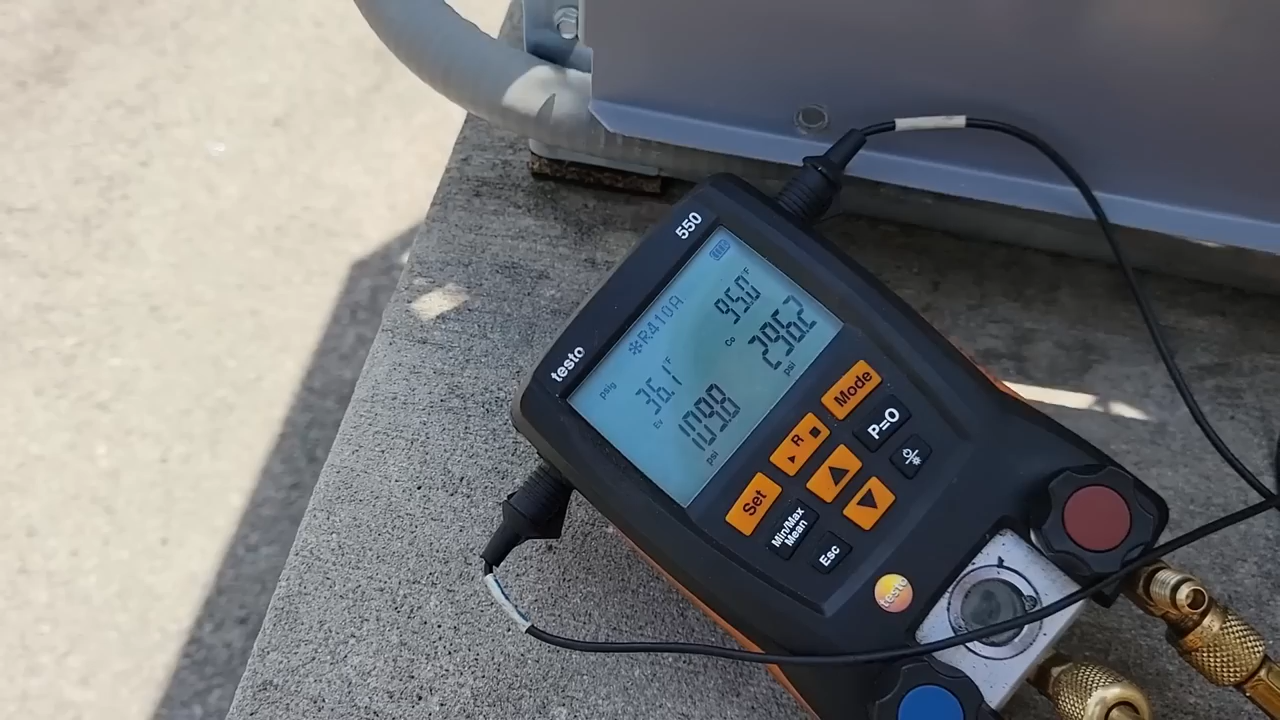 testo
550
❄R410A
psig
36.1 °F
95.0 °F
Ev
109.8
psi
Co
296.2
psi
Set
▶ R ■
Mode
Min/Max
Mean
P=0
Esc
testo